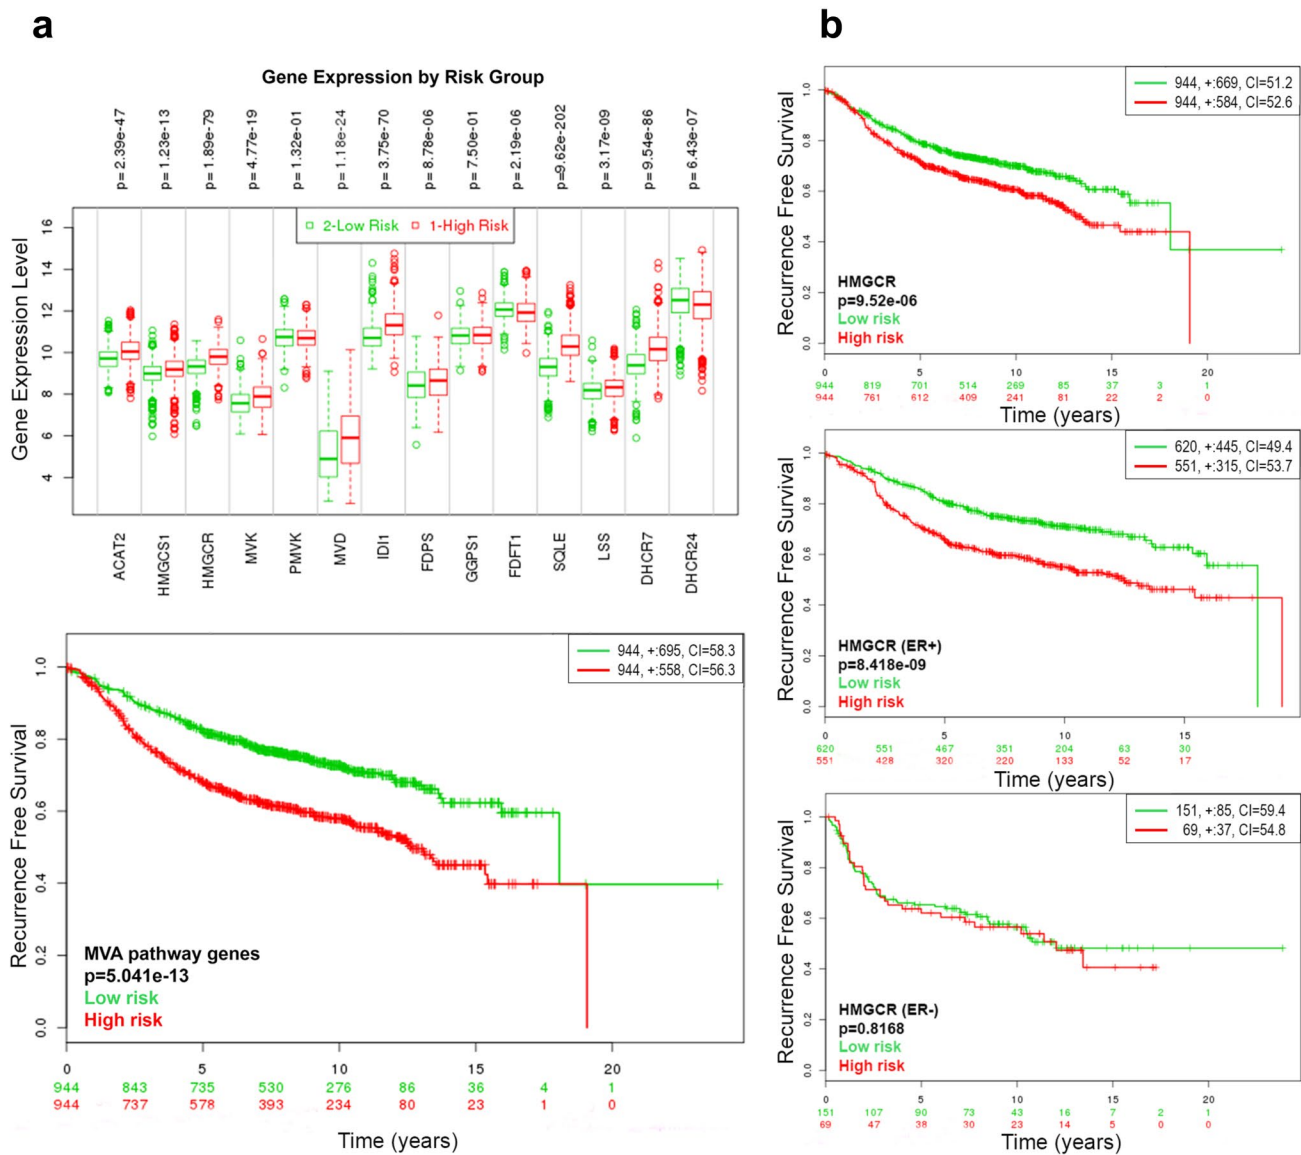 a
Gene Expression by Risk Group
p= 2.39e-47
p= 1.23e-13
p= 1.89e-79
p= 4.77e-19
p= 1.32e-01
p= 1.18e-24
p= 3.75e-70
p= 8.78e-06
p= 7.50e-01
p= 2.19e-06
p=9.62e-202
p= 3.17e-09
p= 9.54e-86
p= 6.43e-07
2-Low Risk 1-High Risk
Gene Expression Level
16
14
12
10
8
6
4
ACAT2
HMGCS1
HMGCR
MVK
PMVK
MVD
IDI1
FDPS
GGPS1
FDFT1
SQLE
LSS
DHCR7
DHCR24
944, +:695, CI=58.3
944, +:558, CI=56.3
Recurrence Free Survival
1.0
0.8
0.6
0.4
0.2
0.0
MVA pathway genes
p=5.041e-13
Low risk
High risk
0 5 10 15 20
944 843 735 530 276 86 36 4 1
944 737 578 393 234 80 23 1 0
Time (years)
b
944, +:669, CI=51.2
944, +:584, CI=52.6
Recurrence Free Survival
1.0
0.8
0.6
0.4
0.2
0.0
HMGCR
p=9.52e-06
Low risk
High risk
0 5 10 15 20
944 819 701 514 269 85 37 3 1
944 761 612 409 241 81 22 2 0
Time (years)
620, +:445, CI=49.4
551, +:315, CI=53.7
Recurrence Free Survival
1.0
0.8
0.6
0.4
0.2
0.0
HMGCR (ER+)
p=8.418e-09
Low risk
High risk
0 5 10 15
620 551 467 351 204 63 30
551 428 320 220 133 52 17
Time (years)
151, +:85, CI=59.4
69, +:37, CI=54.8
Recurrence Free Survival
1.0
0.8
0.6
0.4
0.2
0.0
HMGCR (ER-)
p=0.8168
Low risk
High risk
0 5 10 15 20
151 107 90 73 43 16 7 2 1
69 47 38 30 23 14 5 0 0
Time (years)